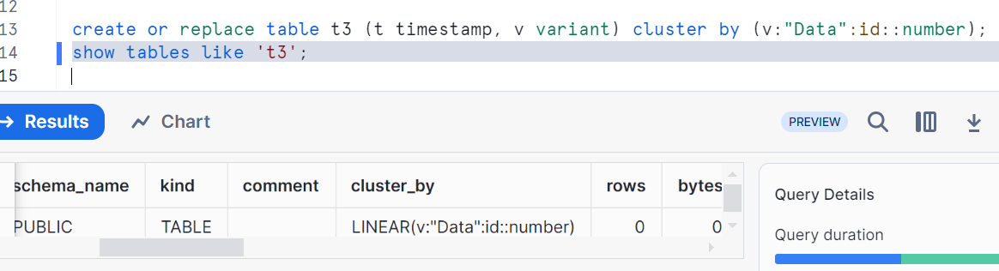 12
13 create or replace table t3 (t timestamp, v variant) cluster by (v:"Data":id::number);
14 show tables like 't3';
15
Results Chart PREVIEW
schema_name kind comment cluster_by rows bytes
Query Details
PUBLIC TABLE LINEAR(v:"Data":id::number) 0 0
Query duration